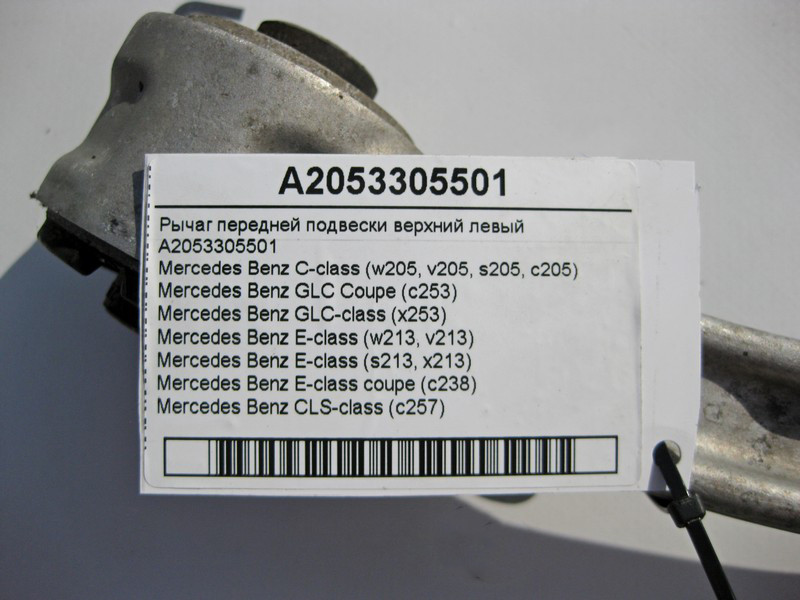 A2053305501
Рычаг передней подвески верхний левый
A2053305501
Mercedes Benz C-class (w205, v205, s205, c205)
Mercedes Benz GLC Coupe (c253)
Mercedes Benz GLC-class (x253)
Mercedes Benz E-class (w213, v213)
Mercedes Benz E-class (s213, x213)
Mercedes Benz E-class coupe (c238)
Mercedes Benz CLS-class (c257)